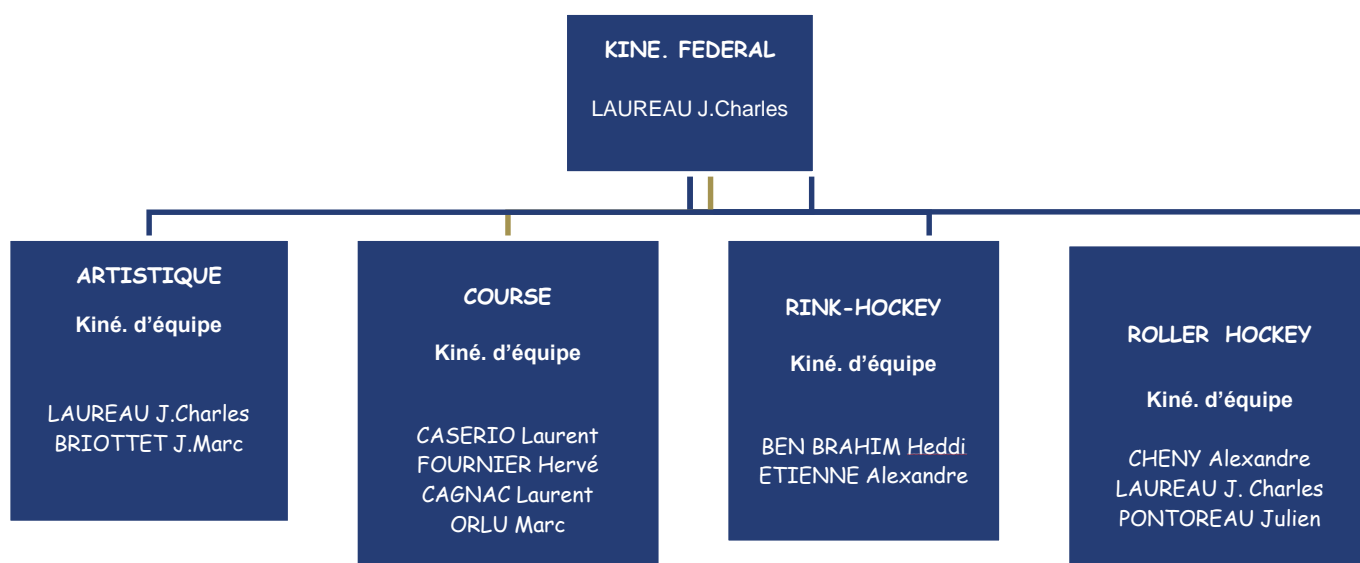 KINE. FEDERAL
LAUREAU J.Charles
ARTISTIQUE
Kiné. d’équipe
LAUREAU J.Charles
BRIOTTET J.Marc
COURSE
Kiné. d’équipe
CASERIO Laurent
FOURNIER Hervé
CAGNAC Laurent
ORLU Marc
RINK-HOCKEY
Kiné. d’équipe
BEN BRAHIM Heddi
ETIENNE Alexandre
ROLLER HOCKEY
Kiné. d’équipe
CHENY Alexandre
LAUREAU J. Charles
PONTOREAU Julien